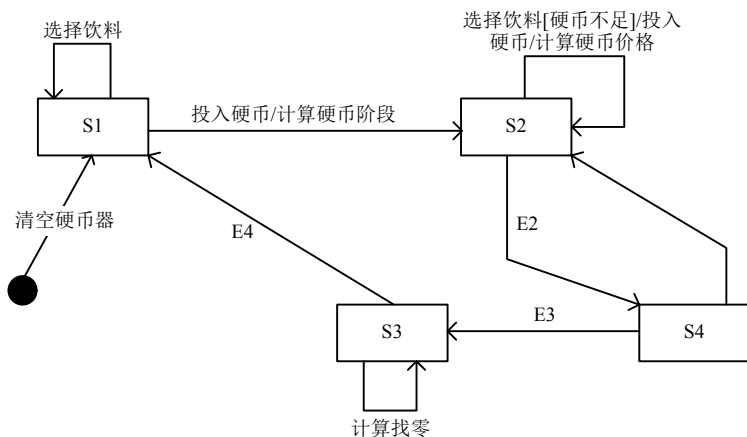 选择饮料
选择饮料[硬币不足]/投入
硬币/计算硬币价格
S1
投入硬币/计算硬币阶段
S2
清空硬币器
E4
E2
S3
E3
S4
计算找零